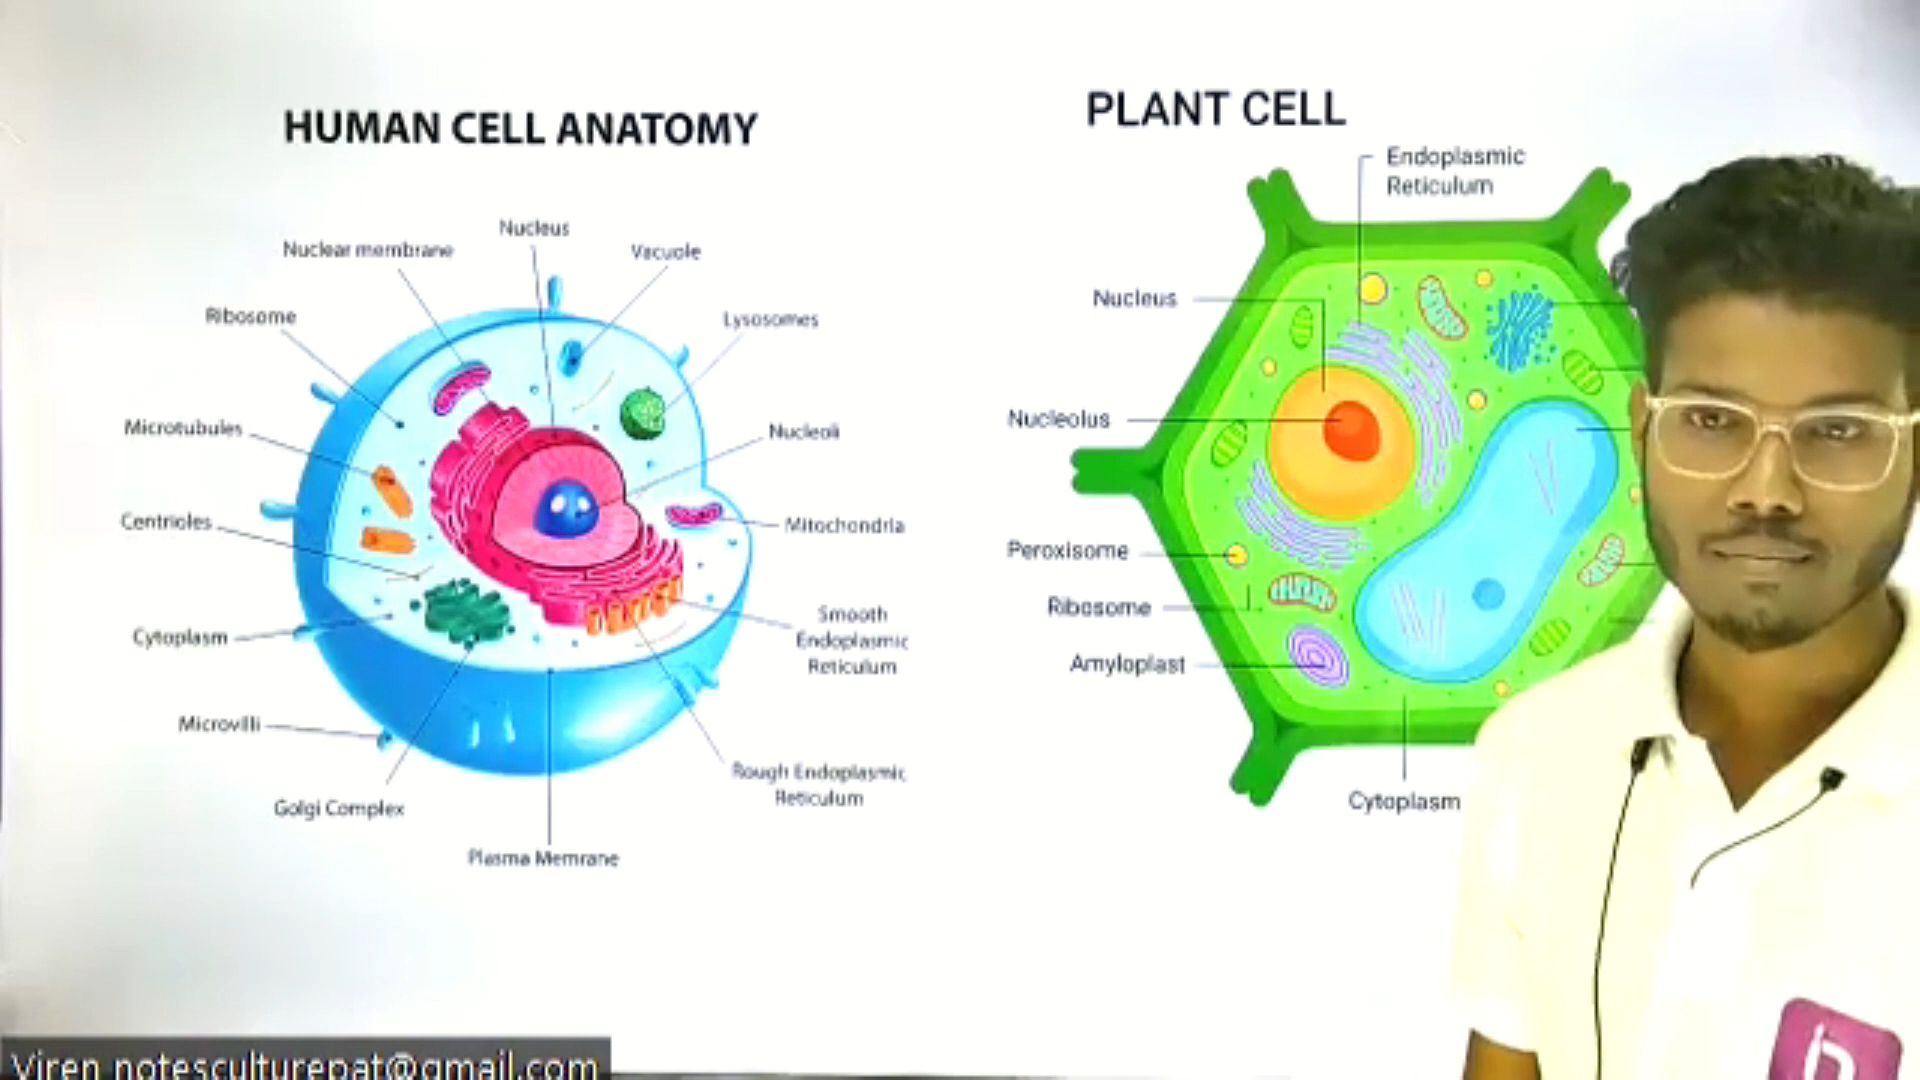 HUMAN CELL ANATOMY
Nucleus
Nuclear membrane
Vacuole
Ribosome
Lysosomes
Microtubules
Nucleoli
Centrioles
Mitochondria
Cytoplasm
Smooth
Endoplasmic
Reticulum
Microvilli
Rough Endoplasmic
Reticulum
Golgi Complex
Plasma Memrane
PLANT CELL
Endoplasmic
Reticulum
Nucleus
Nucleolus
Peroxisome
Ribosome
Amyloplast
Cytoplasm
Viren notesculturepat@gmail.com